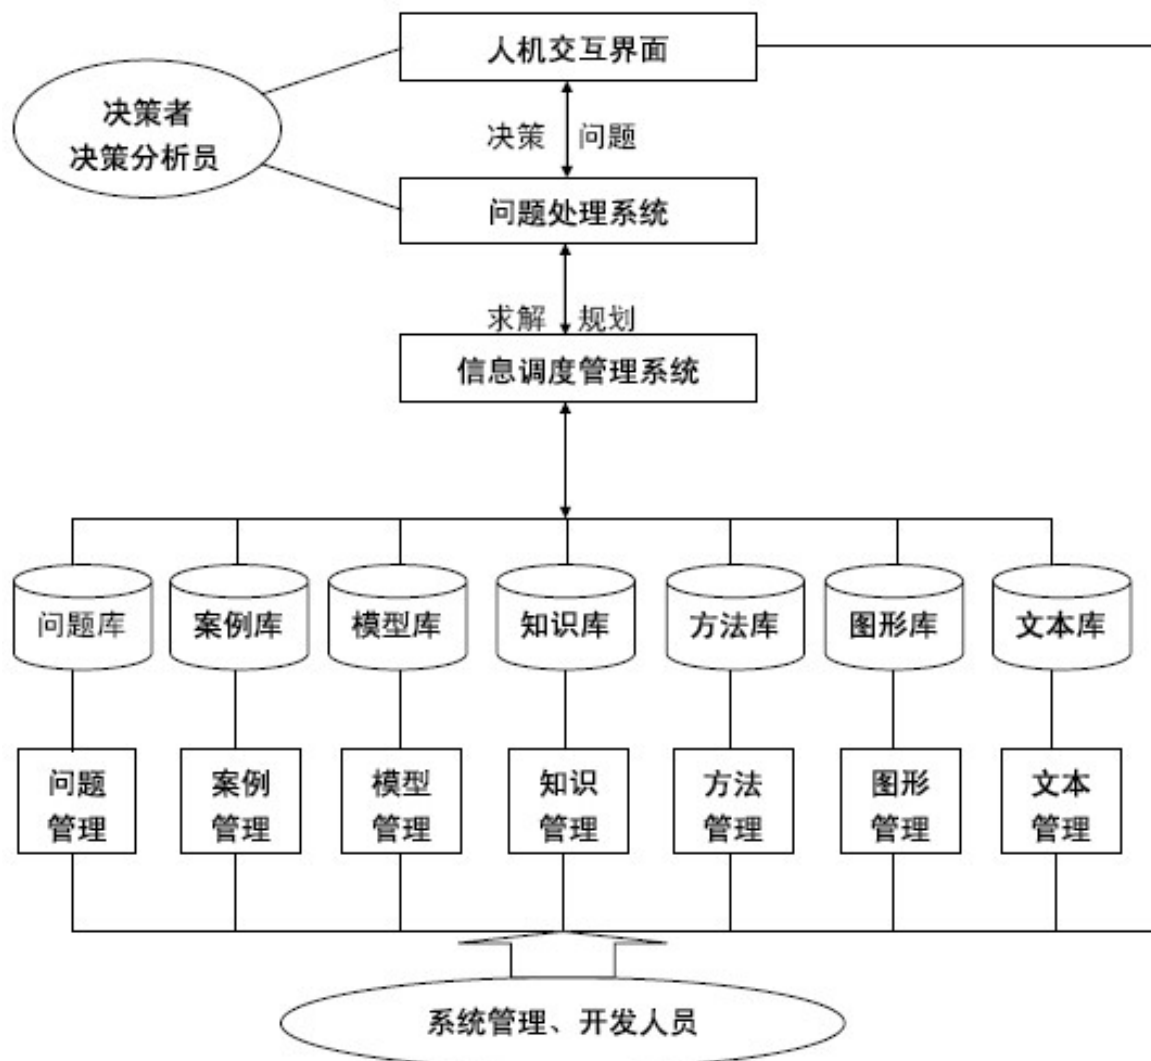 人机交互界面
决策者
决策分析员
决策 问题
问题处理系统
求解 规划
信息调度管理系统
问题库 案例库 模型库 知识库 方法库 图形库 文本库
问题 案例 模型 知识 方法 图形 文本
管理 管理 管理 管理 管理 管理 管理
系统管理、开发人员